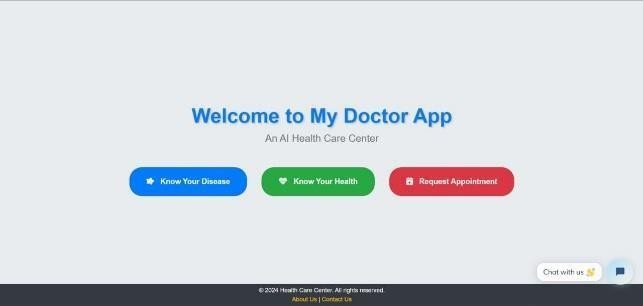 Welcome to My Doctor App
An AI Health Care Center
Know Your Disease
Know Your Health
Request Appointment
Chat with us 👋
© 2024 Health Care Center. All rights reserved.
About Us | Contact Us